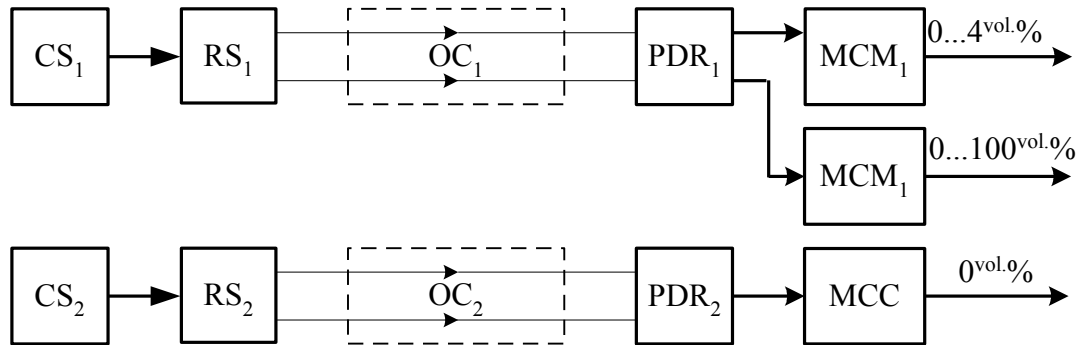 CS₁ RS₁ OC₁ PDR₁ MCM₁ 0...4ᵛᵒˡ·%
MCM₁ 0...100ᵛᵒˡ·%
CS₂ RS₂ OC₂ PDR₂ MCC 0ᵛᵒˡ·%